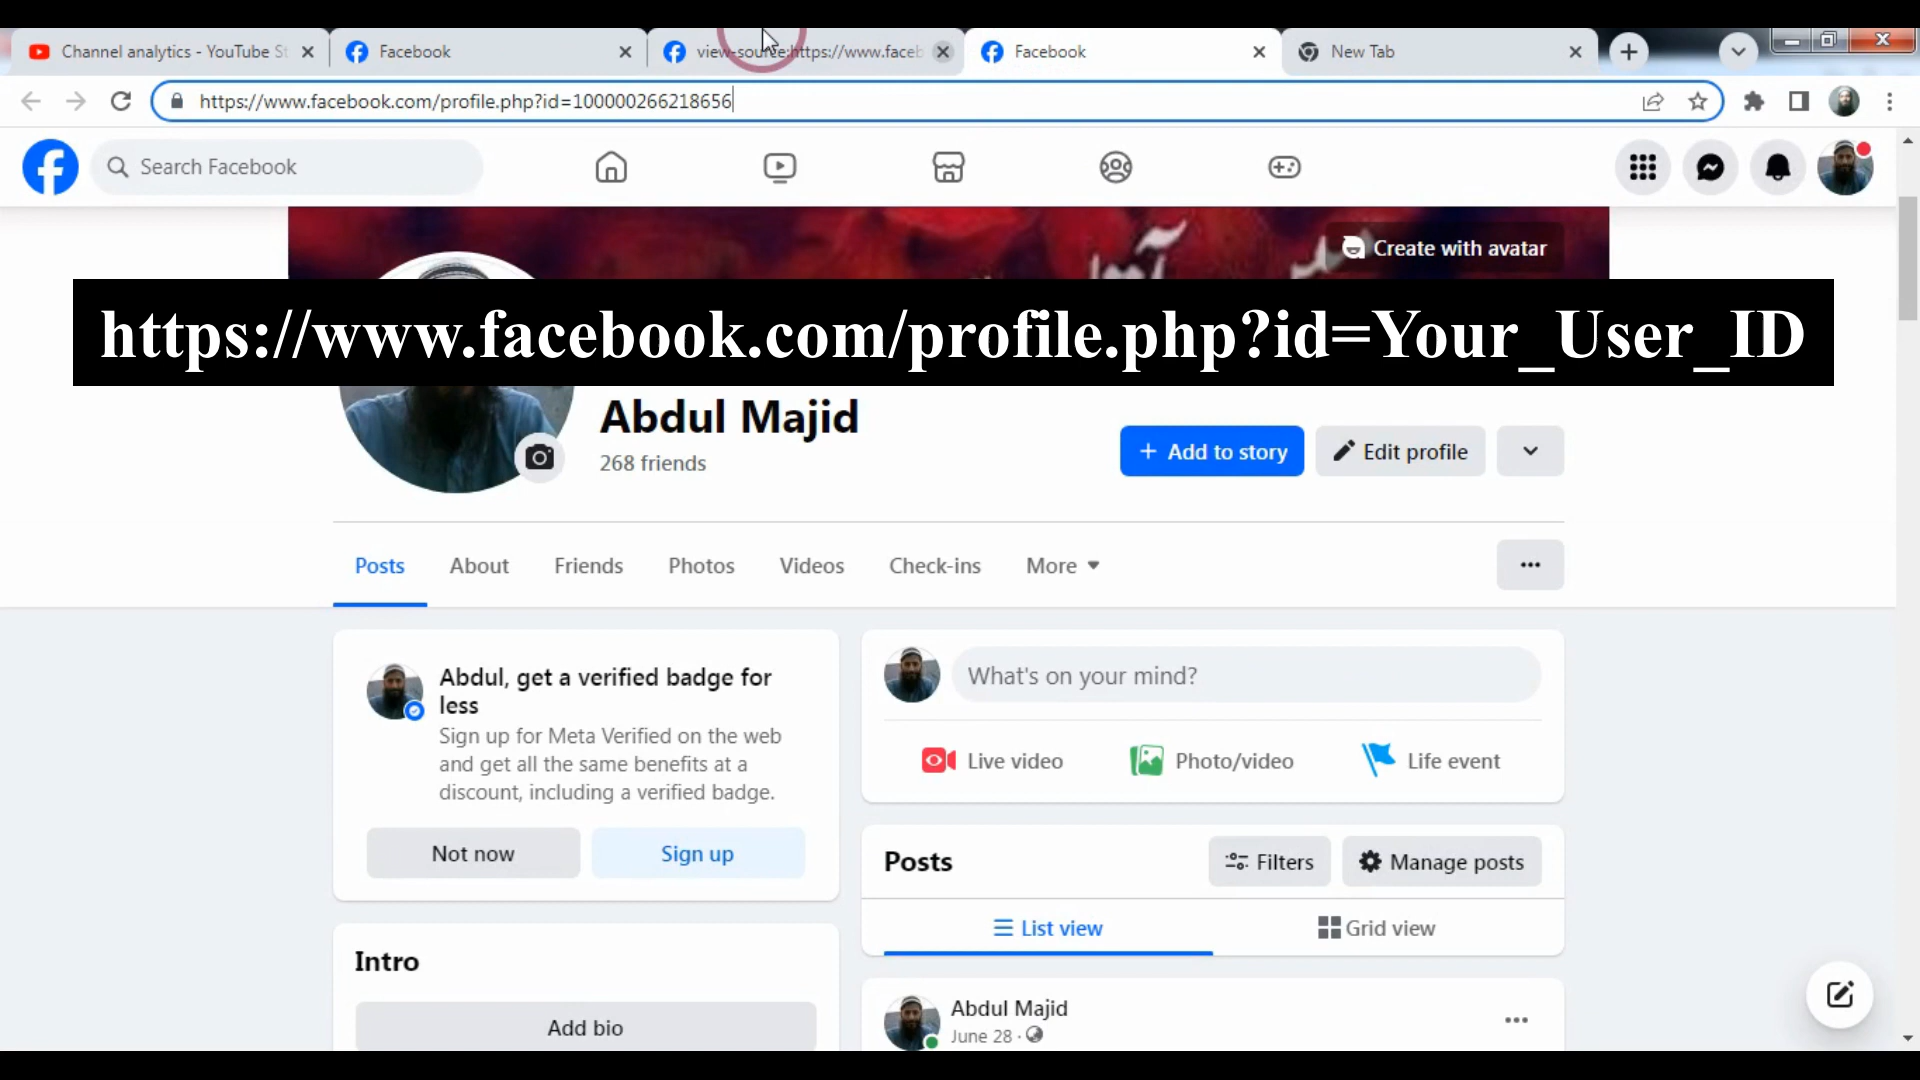 Channel analytics - YouTube St
Facebook
view-source:https://www.faceb
Facebook
New Tab
https://www.facebook.com/profile.php?id=100000266218656
Search Facebook
Create with avatar
https://www.facebook.com/profile.php?id=Your_User_ID
Abdul Majid
268 friends
+ Add to story
Edit profile
Posts
About
Friends
Photos
Videos
Check-ins
More
Abdul, get a verified badge for
less
Sign up for Meta Verified on the web
and get all the same benefits at a
discount, including a verified badge.
Not now
Sign up
What's on your mind?
Live video
Photo/video
Life event
Posts
Filters
Manage posts
List view
Grid view
Intro
Add bio
Abdul Majid
June 28 ·